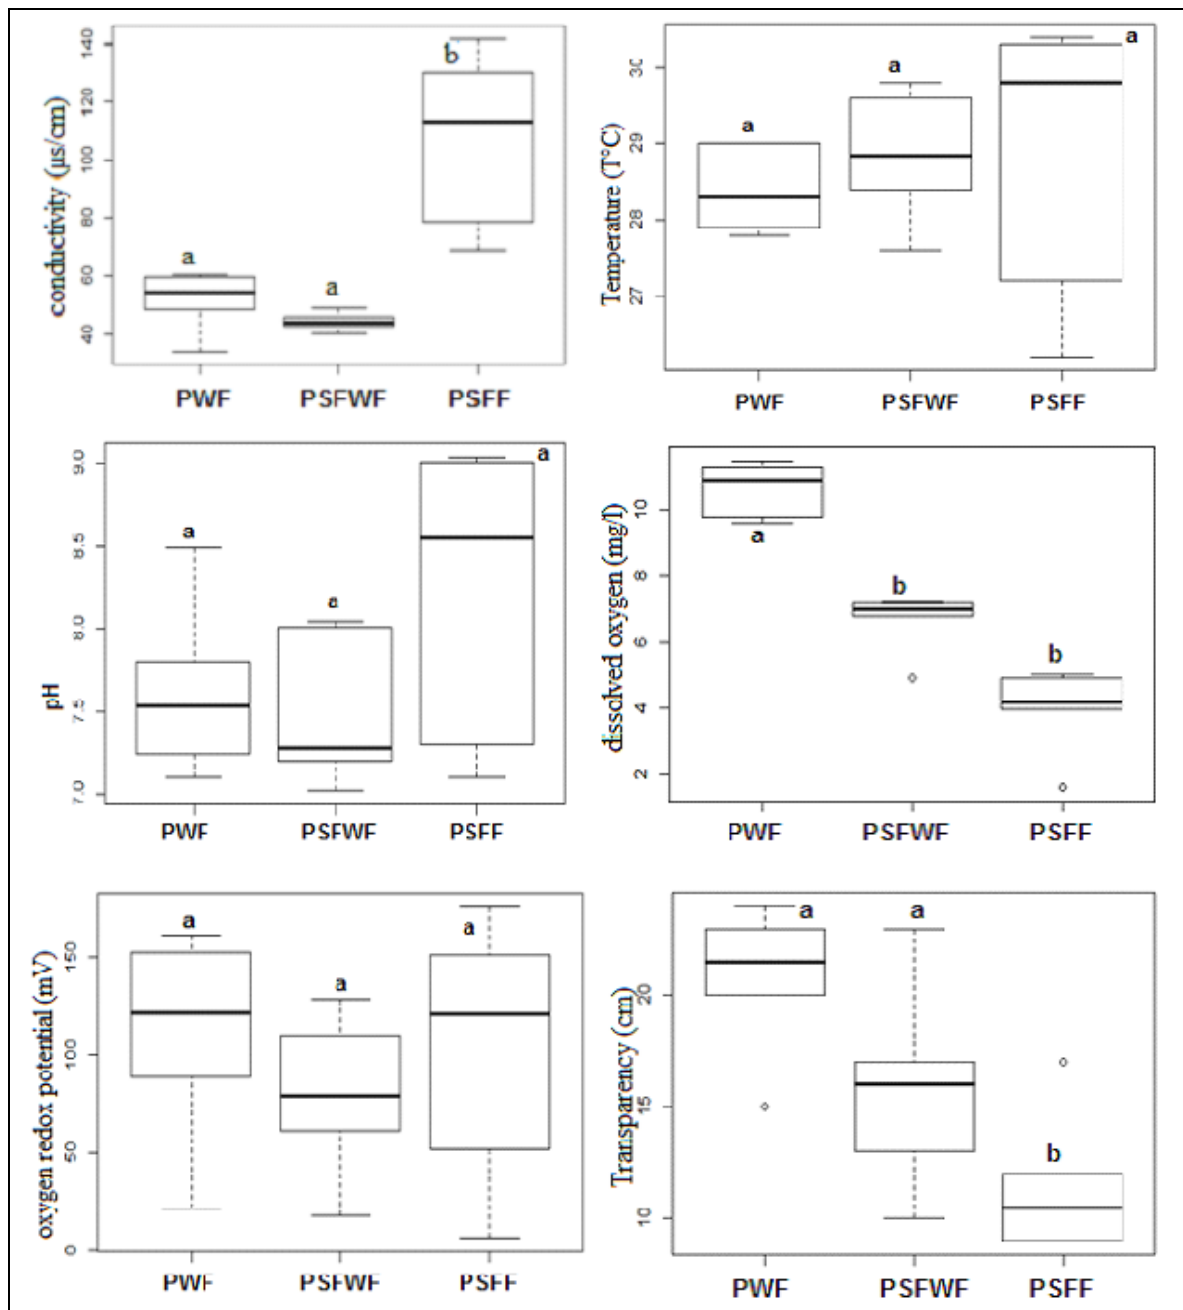 conductivity (µs/cm)
140
120
100
80
60
40
a
a
b
PWF PSFWF PSFF
Temperature (T°C)
30
29
28
27
a
a
a
PWF PSFWF PSFF
pH
9.0
8.5
8.0
7.5
7.0
a
a
a
PWF PSFWF PSFF
dissolved oxygen (mg/l)
10
8
6
4
2
a
b
b
PWF PSFWF PSFF
oxygen redox potential (mV)
150
100
50
0
a
a
a
PWF PSFWF PSFF
Transparency (cm)
20
15
10
a
a
b
PWF PSFWF PSFF